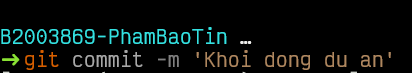 B2003869-PhamBaoTin …
➜git commit -m 'Khoi dong du an'